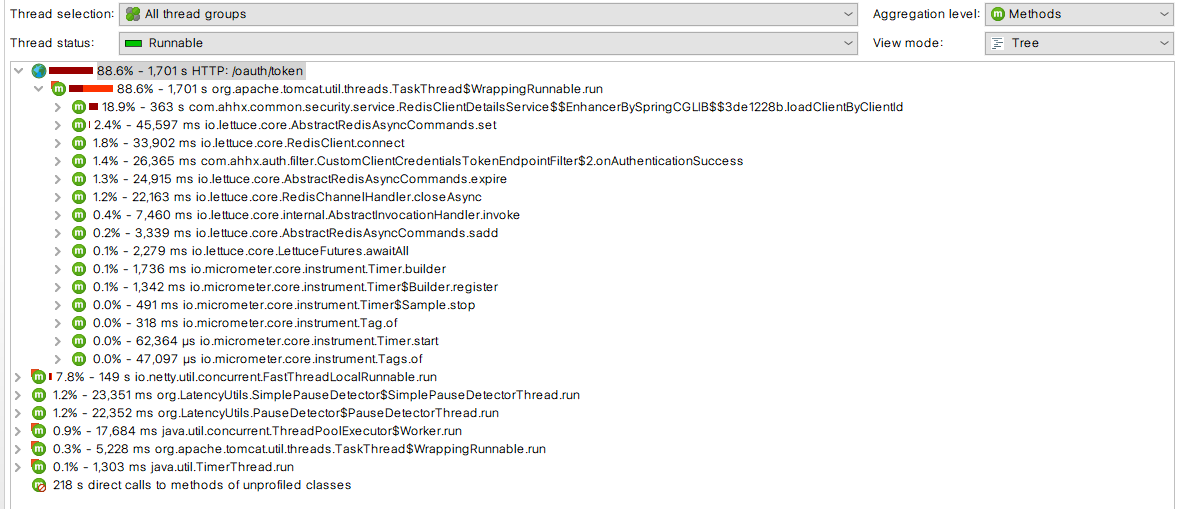 Thread selection: All thread groups Aggregation level: Methods
Thread status: Runnable View mode: Tree
88.6% - 1,701 s HTTP: /oauth/token
88.6% - 1,701 s org.apache.tomcat.util.threads.TaskThread$WrappingRunnable.run
18.9% - 363 s com.ahhx.common.security.service.RedisClientDetailsService$$EnhancerBySpringCGLIB$$3de1228b.loadClientByClientId
2.4% - 45,597 ms io.lettuce.core.AbstractRedisAsyncCommands.set
1.8% - 33,902 ms io.lettuce.core.RedisClient.connect
1.4% - 26,365 ms com.ahhx.auth.filter.CustomClientCredentialsTokenEndpointFilter$2.onAuthenticationSuccess
1.3% - 24,915 ms io.lettuce.core.AbstractRedisAsyncCommands.expire
1.2% - 22,163 ms io.lettuce.core.RedisChannelHandler.closeAsync
0.4% - 7,460 ms io.lettuce.core.internal.AbstractInvocationHandler.invoke
0.2% - 3,339 ms io.lettuce.core.AbstractRedisAsyncCommands.sadd
0.1% - 2,279 ms io.lettuce.core.LettuceFutures.awaitAll
0.1% - 1,736 ms io.micrometer.core.instrument.Timer.builder
0.1% - 1,342 ms io.micrometer.core.instrument.Timer$Builder.register
0.0% - 491 ms io.micrometer.core.instrument.Timer$Sample.stop
0.0% - 318 ms io.micrometer.core.instrument.Tag.of
0.0% - 62,364 µs io.micrometer.core.instrument.Timer.start
0.0% - 47,097 µs io.micrometer.core.instrument.Tags.of
7.8% - 149 s io.netty.util.concurrent.FastThreadLocalRunnable.run
1.2% - 23,351 ms org.LatencyUtils.SimplePauseDetector$SimplePauseDetectorThread.run
1.2% - 22,352 ms org.LatencyUtils.PauseDetector$PauseDetectorThread.run
0.9% - 17,684 ms java.util.concurrent.ThreadPoolExecutor$Worker.run
0.3% - 5,228 ms org.apache.tomcat.util.threads.TaskThread$WrappingRunnable.run
0.1% - 1,303 ms java.util.TimerThread.run
218 s direct calls to methods of unprofiled classes